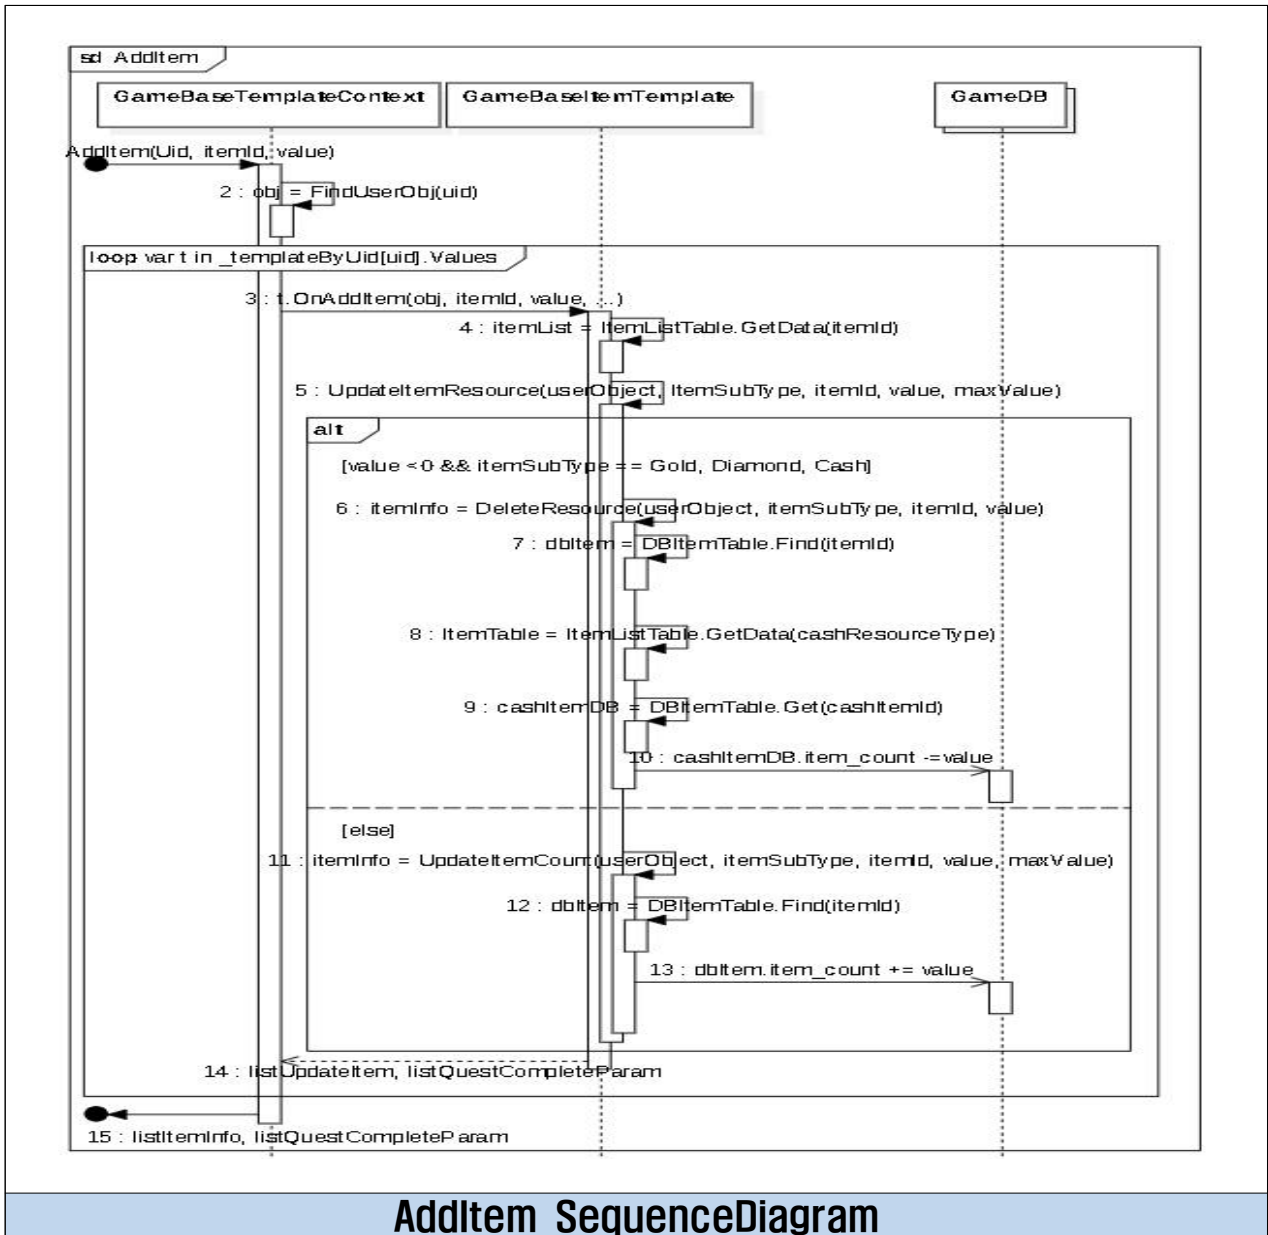 sd AddItem
GameBaseTemplateContext
GameBaseItemTemplate
GameDB
AddItem(Uid, itemId, value)
2 : obj = FindUserObj(uid)
loop var t in _templateByUid[uid].Values
3 : t.OnAddItem(obj, itemId, value, ...)
4 : itemList = ItemListTable.GetData(itemId)
5 : UpdateItemResource(userObject, ItemSubType, itemId, value, maxValue)
alt
[value <0 && itemSubType == Gold, Diamond, Cash]
6 : itemInfo = DeleteResource(userObject, itemSubType, itemId, value)
7 : dbItem = DBItemTable.Find(itemId)
8 : ItemTable = ItemListTable.GetData(cashResourceType)
9 : cashItemDB = DBItemTable.Get(cashItemId)
10 : cashItemDB.item_count -=value
[else]
11 : itemInfo = UpdateItemCount(userObject, itemSubType, itemId, value, maxValue)
12 : dbItem = DBItemTable.Find(itemId)
13 : dbItem.item_count += value
14 : listUpdateItem, listQuestCompleteParam
15 : listItemInfo, listQuestCompleteParam
AddItem SequenceDiagram